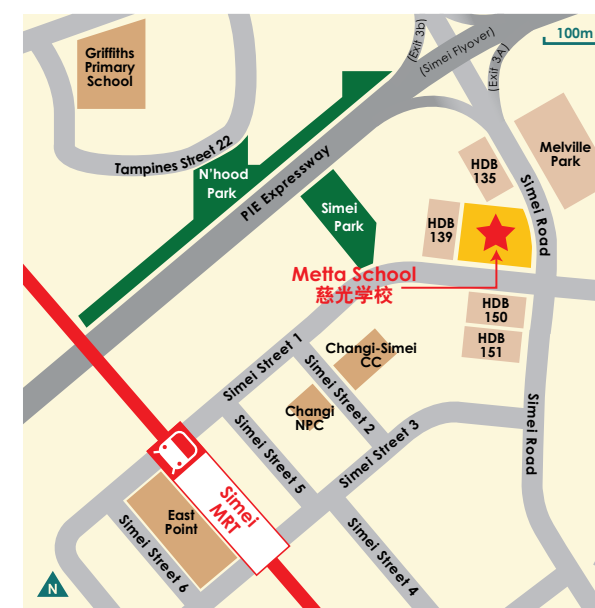 Griffiths
Primary
School
(Exit 3b)
(Simei Flyover)
(Exit 3A)
100m
Tampines Street 22
N'hood
Park
PIE Expressway
Simei
Park
HDB
135
Melville
Park
HDB
139
Simei Road
Metta School
慈光学校
HDB
150
HDB
151
Simei Street 1
Changi-Simei
CC
Simei Street 2
Changi
NPC
Simei Street 3
Simei Road
Simei Street 5
Simei
MRT
East
Point
Simei Street 6
Simei Street 4
N